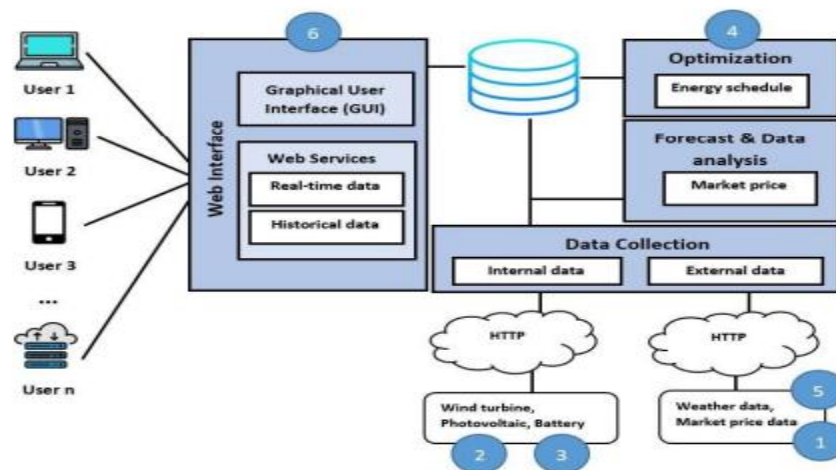 User 1
User 2
User 3
...
User n
6
Web Interface
Graphical User
Interface (GUI)
Web Services
Real-time data
Historical data
4
Optimization
Energy schedule
Forecast & Data
analysis
Market price
Data Collection
Internal data
External data
HTTP
HTTP
Wind turbine,
Photovoltaic, Battery
2
3
Weather data,
Market price data
5
1